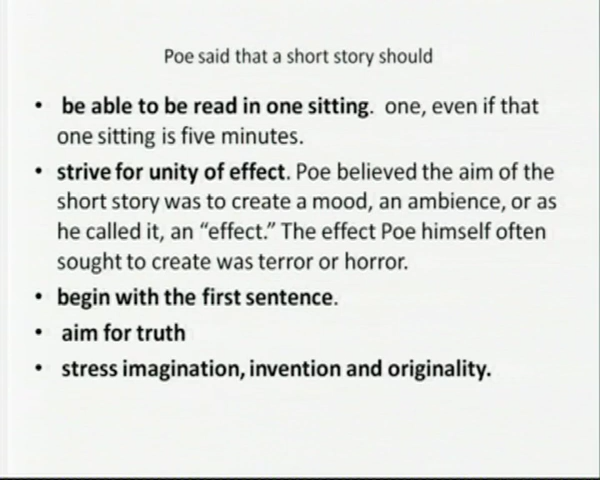 Poe said that a short story should
• be able to be read in one sitting. one, even if that
one sitting is five minutes.
• strive for unity of effect. Poe believed the aim of the
short story was to create a mood, an ambience, or as
he called it, an “effect.” The effect Poe himself often
sought to create was terror or horror.
• begin with the first sentence.
• aim for truth
• stress imagination, invention and originality.